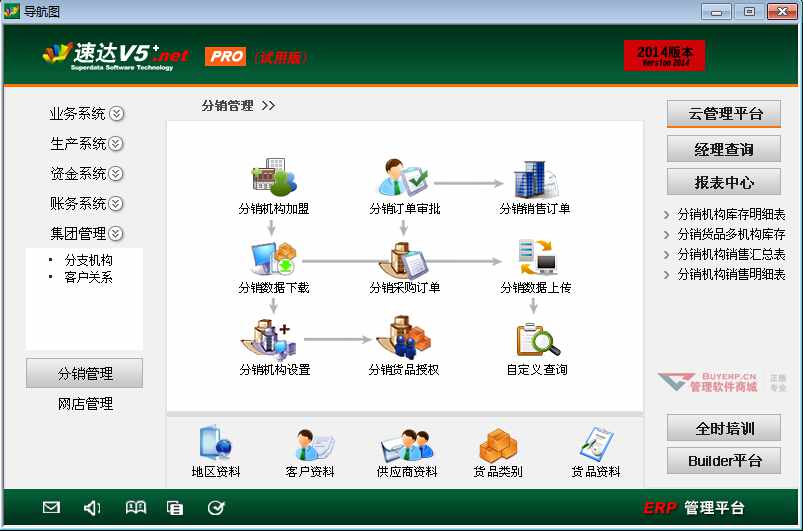 导航图
速达V5+.net
Superdata Software Technology
PRO (试用版)
2014版本
Version 2014
业务系统
生产系统
资金系统
账务系统
集团管理
• 分支机构
• 客户关系
分销管理
网店管理
分销管理 >>
分销机构加盟
分销订单审批
分销销售订单
分销数据下载
分销采购订单
分销数据上传
分销机构设置
分销货品授权
自定义查询
地区资料
客户资料
供应商资料
货品类别
货品资料
云管理平台
经理查询
报表中心
分销机构库存明细表
分销货品多机构库存
分销机构销售汇总表
分销机构销售明细表
BUYERP.CN
管理软件商城
正版
专业
全时培训
Builder平台
ERP 管理平台